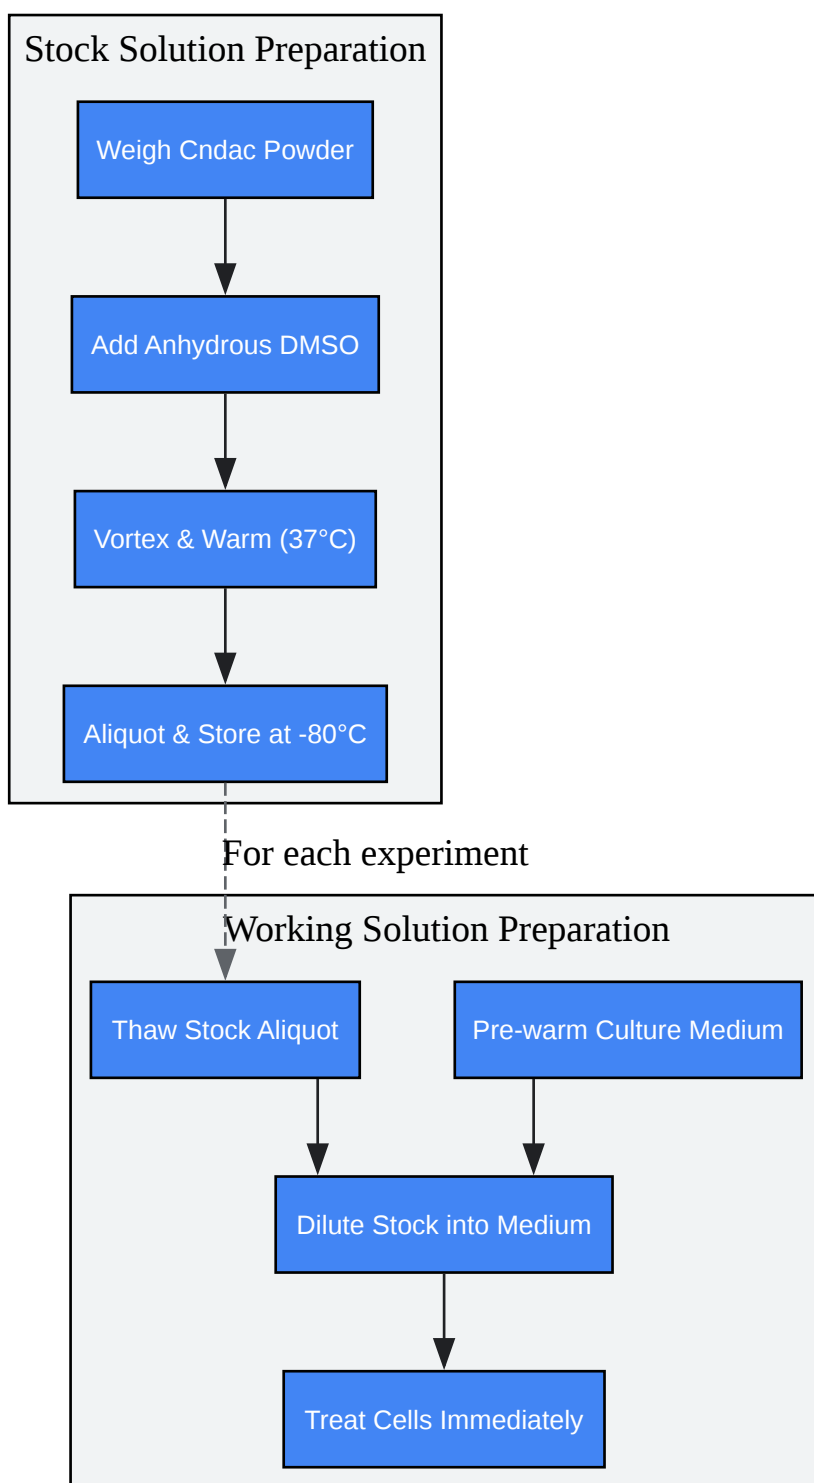 Stock Solution Preparation
Weigh Cndac Powder
Add Anhydrous DMSO
Vortex & Warm (37°C)
Aliquot & Store at -80°C
For each experiment
Working Solution Preparation
Thaw Stock Aliquot
Pre-warm Culture Medium
Dilute Stock into Medium
Treat Cells Immediately